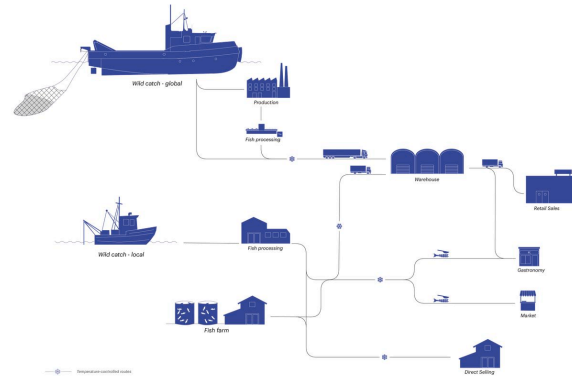 Wild catch - global
Production
Fish processing
Warehouse
Retail Sales
Wild catch - local
Fish processing
Gastronomy
Fish farm
Market
Direct Selling
Temperature controlled routes